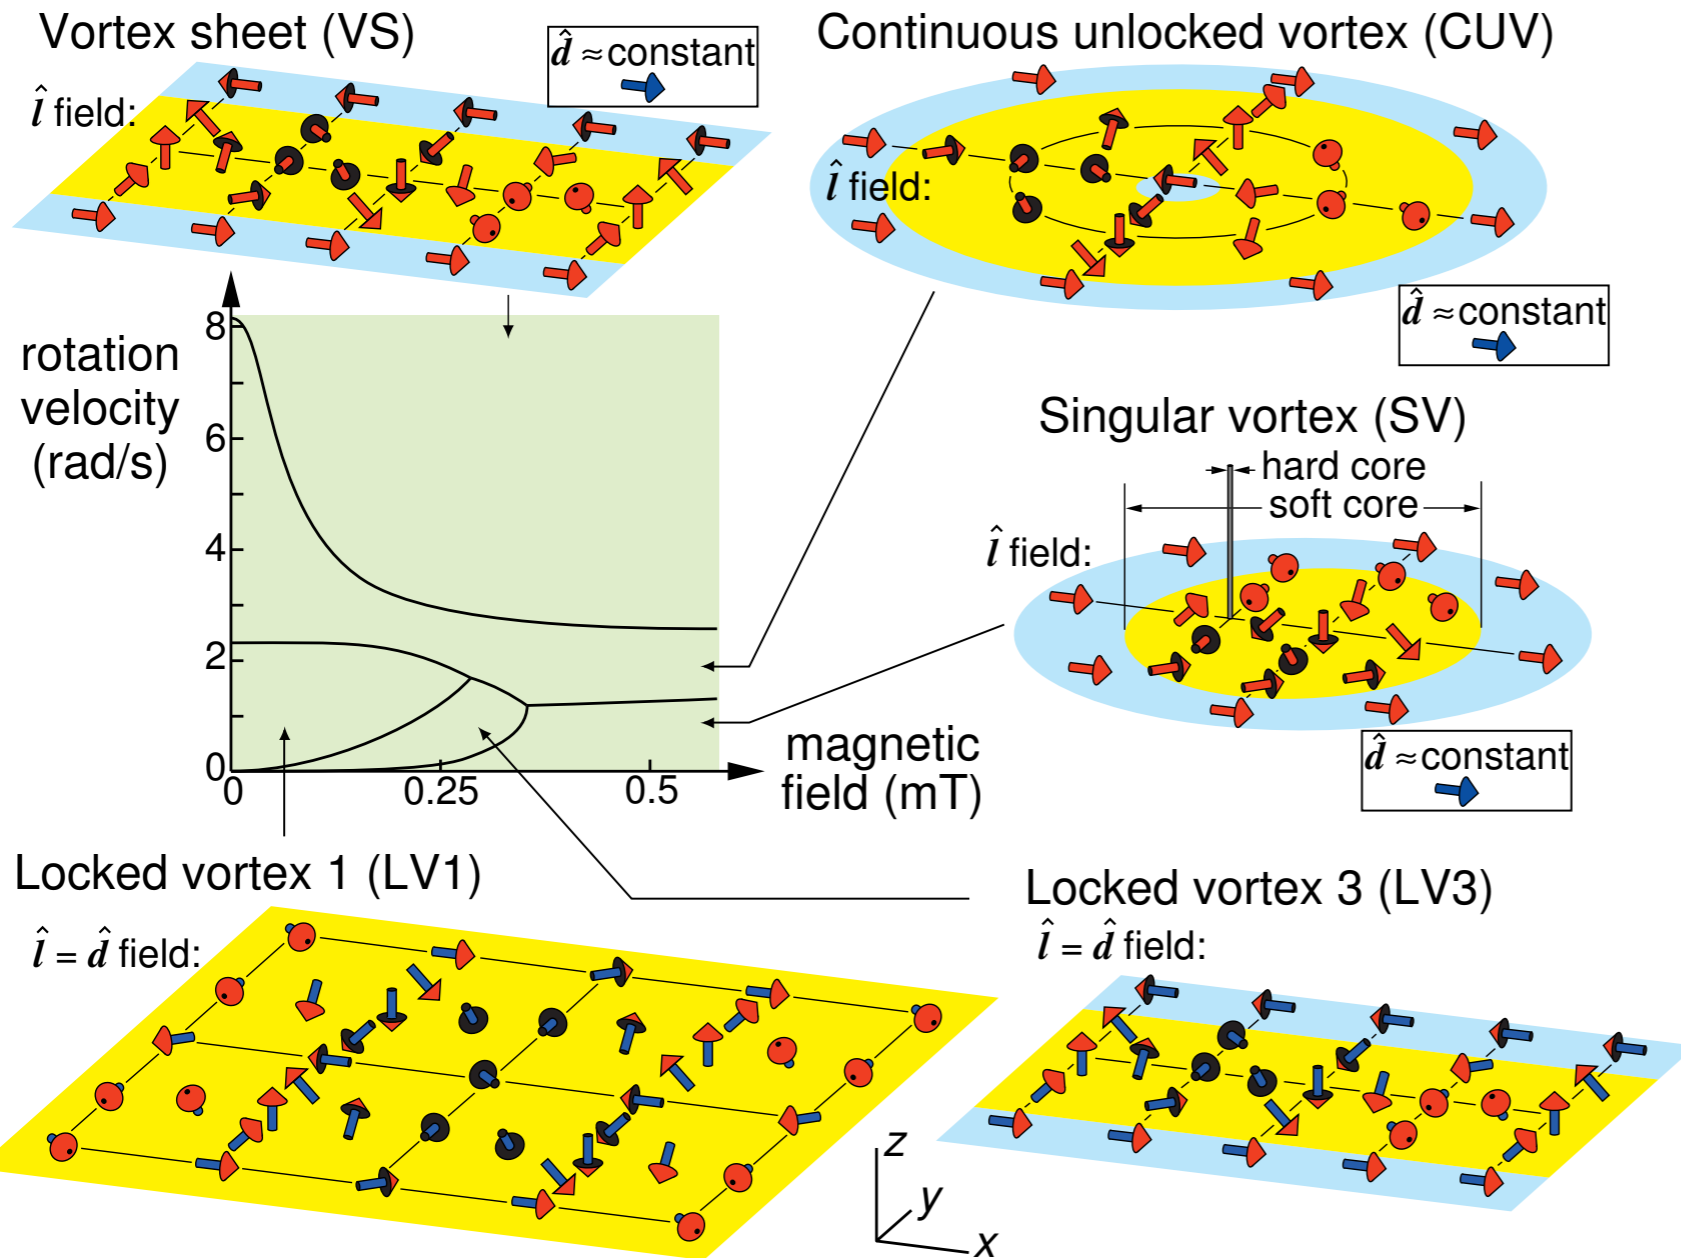 Vortex sheet (VS)
d̂ ≈ constant
l̂ field:
Continuous unlocked vortex (CUV)
l̂ field:
d̂ ≈ constant
rotation
velocity
(rad/s)
8
6
4
2
0
0
0.25
0.5
magnetic
field (mT)
Singular vortex (SV)
hard core
soft core
l̂ field:
d̂ ≈ constant
Locked vortex 1 (LV1)
l̂ = d̂ field:
Locked vortex 3 (LV3)
l̂ = d̂ field:
z
y
x